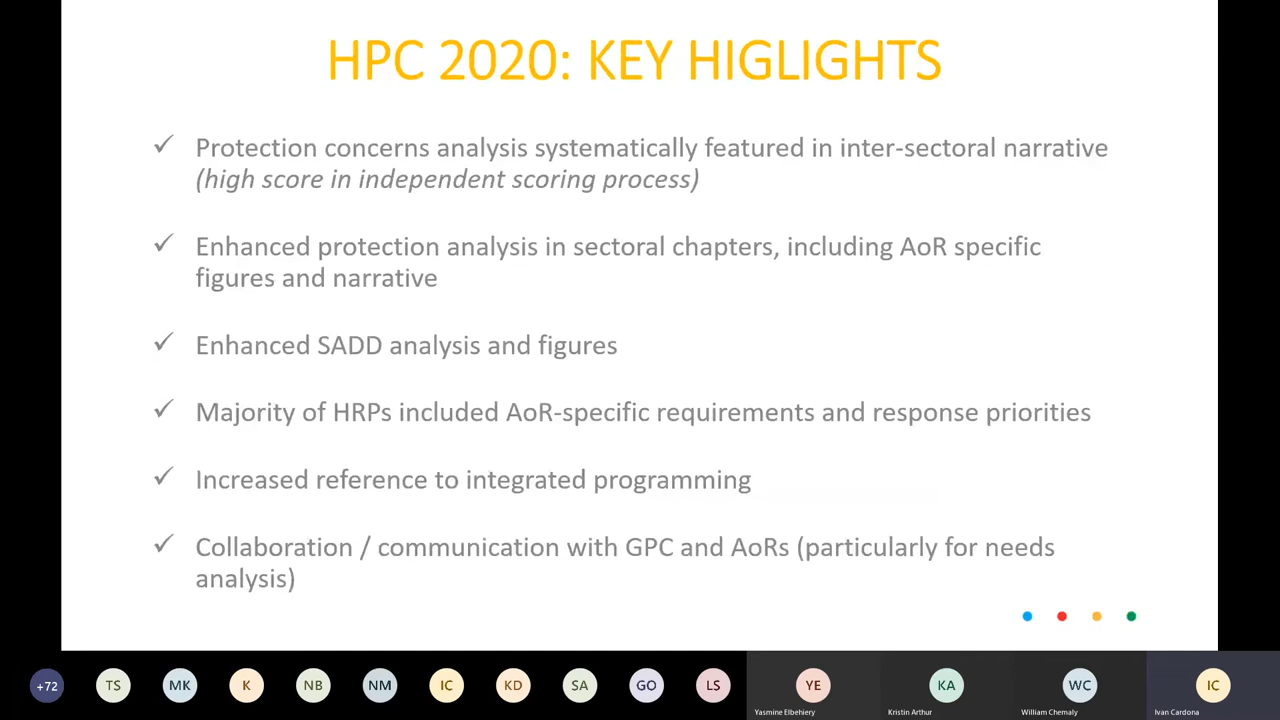 HPC 2020: KEY HIGLIGHTS
✓ Protection concerns analysis systematically featured in inter-sectoral narrative
(high score in independent scoring process)
✓ Enhanced protection analysis in sectoral chapters, including AoR specific
figures and narrative
✓ Enhanced SADD analysis and figures
✓ Majority of HRPs included AoR-specific requirements and response priorities
✓ Increased reference to integrated programming
✓ Collaboration / communication with GPC and AoRs (particularly for needs
analysis)
+72 TS MK K NB NM IC KD SA GO LS YE KA WC IC
Yasmine Elbehiery Kristin Arthur William Chemaly Ivan Cardona